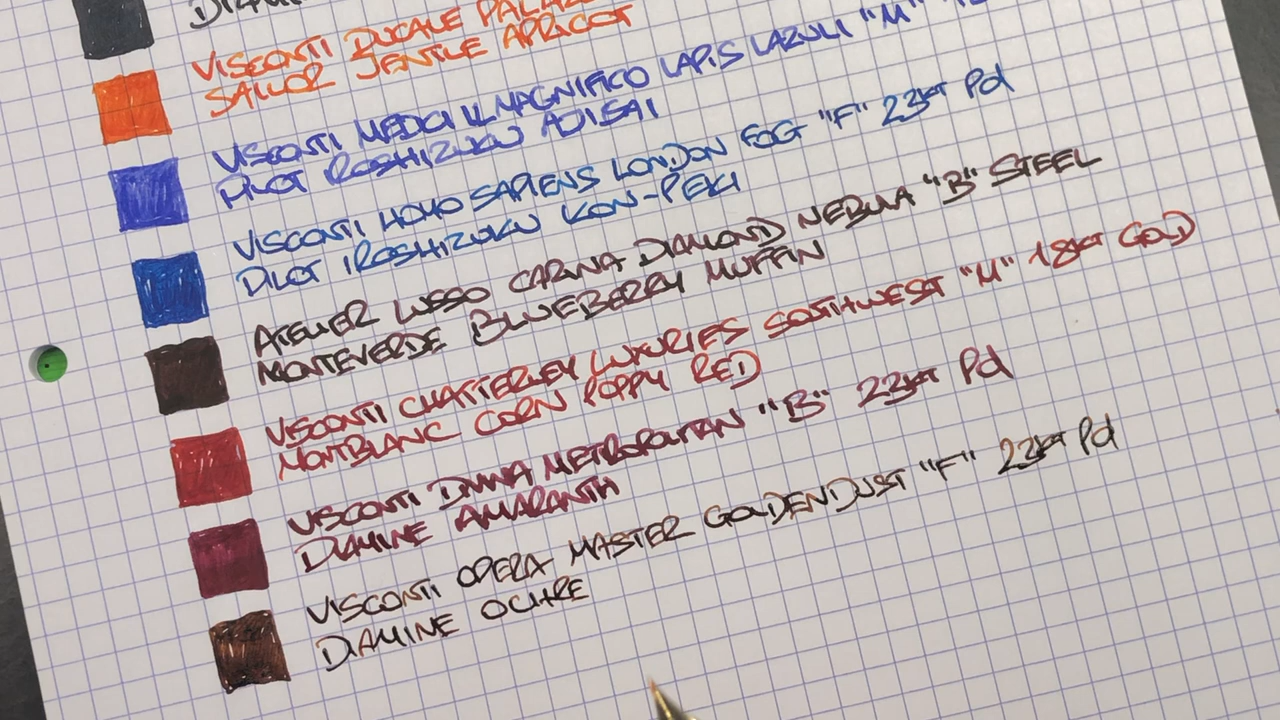 VISCONTI DUCALE
SAILOR JENTLE APRICOT
VISCONTI MEDICI IL MAGNIFICO LAPIS LAZULI "M"
PILOT IROSHIZUKU AJISAI
VISCONTI HOMO SAPIENS LONDON FOG "F" 23kt Pd
PILOT IROSHIZUKU KON-PEKI
ATELIER LUSSO CARINA DIAMOND NEBULA "B" STEEL
MONTEVERDE BLUEBERRY MUFFIN
VISCONTI CHATTERLEY LUXURIES SOUTHWEST "M" 18kt GOLD
MONTBLANC CORN POPPY RED
VISCONTI DIVINA METROPOLITAN "B" 23kt Pd
DIAMINE AMARANTH
VISCONTI OPERA MASTER GOLDENDUST "F" 23kt Pd
DIAMINE OCHRE